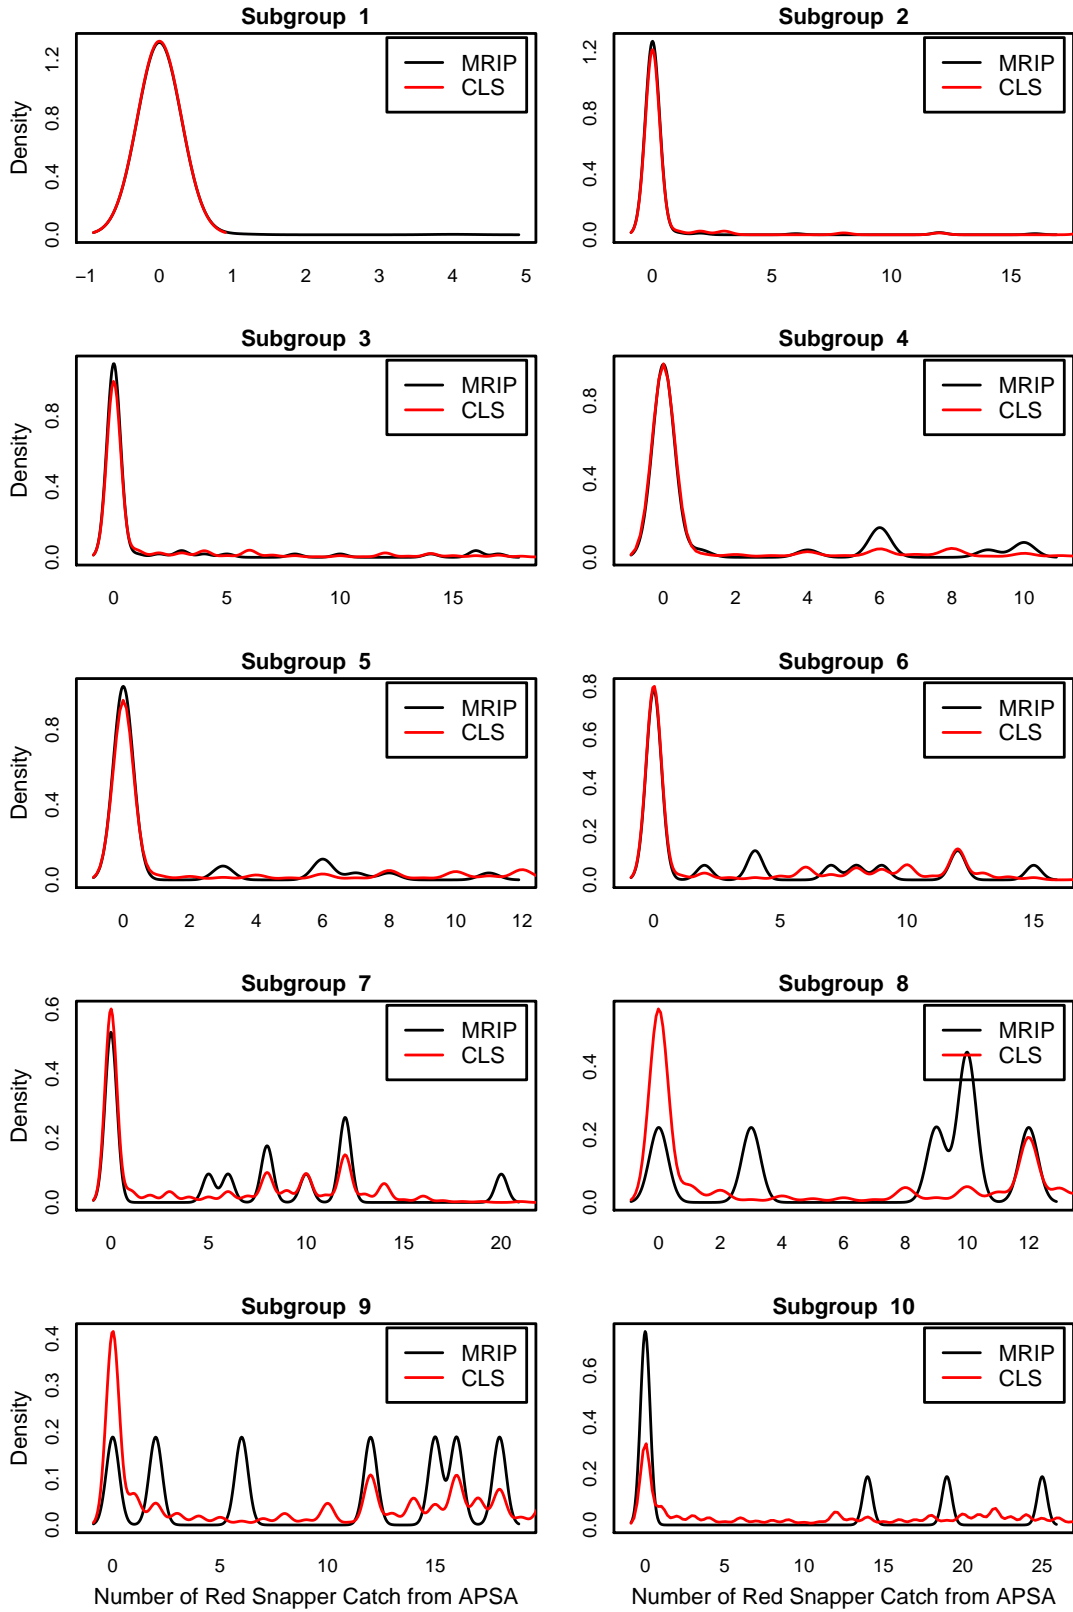 Subgroup 1
Density
0.0 0.4 0.8 1.2
−1 0 1 2 3 4 5
MRIP
CLS
Subgroup 2
0.0 0.4 0.8 1.2
0 5 10 15
MRIP
CLS
Subgroup 3
Density
0.0 0.4 0.8
0 5 10 15
MRIP
CLS
Subgroup 4
0.0 0.4 0.8
0 2 4 6 8 10
MRIP
CLS
Subgroup 5
Density
0.0 0.4 0.8
0 2 4 6 8 10 12
MRIP
CLS
Subgroup 6
0.0 0.2 0.4 0.6 0.8
0 5 10 15
MRIP
CLS
Subgroup 7
Density
0.0 0.2 0.4 0.6
0 5 10 15 20
MRIP
CLS
Subgroup 8
0.0 0.2 0.4
0 2 4 6 8 10 12
MRIP
CLS
Subgroup 9
Density
0.0 0.1 0.2 0.3 0.4
0 5 10 15
MRIP
CLS
Number of Red Snapper Catch from APSA
Subgroup 10
0.0 0.2 0.4 0.6
0 5 10 15 20 25
MRIP
CLS
Number of Red Snapper Catch from APSA